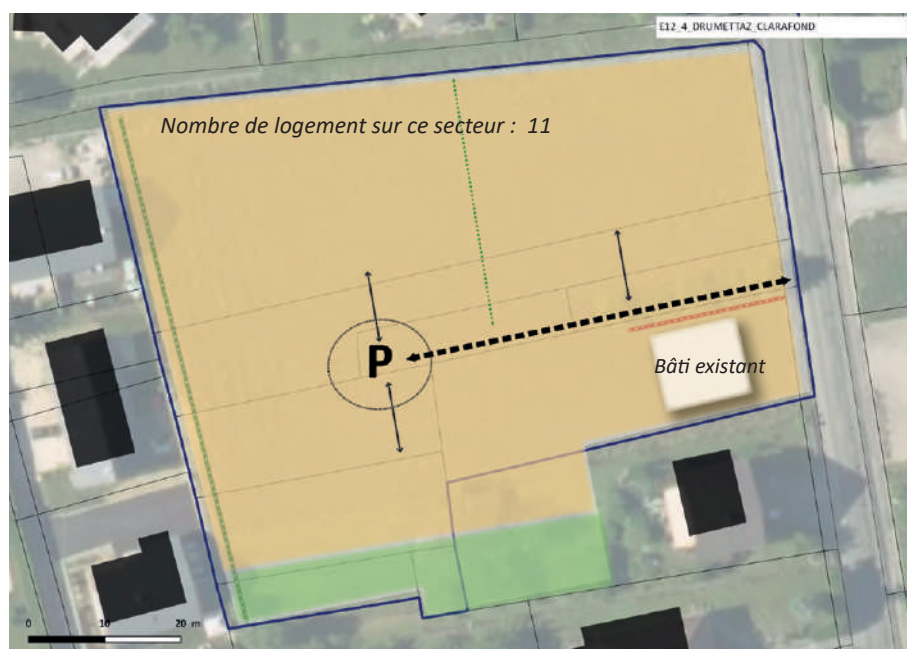 E12_4_DRUMETTAZ_CLARAFOND
Nombre de logement sur ce secteur : 11
P
Bâti existant
0 10 20 m